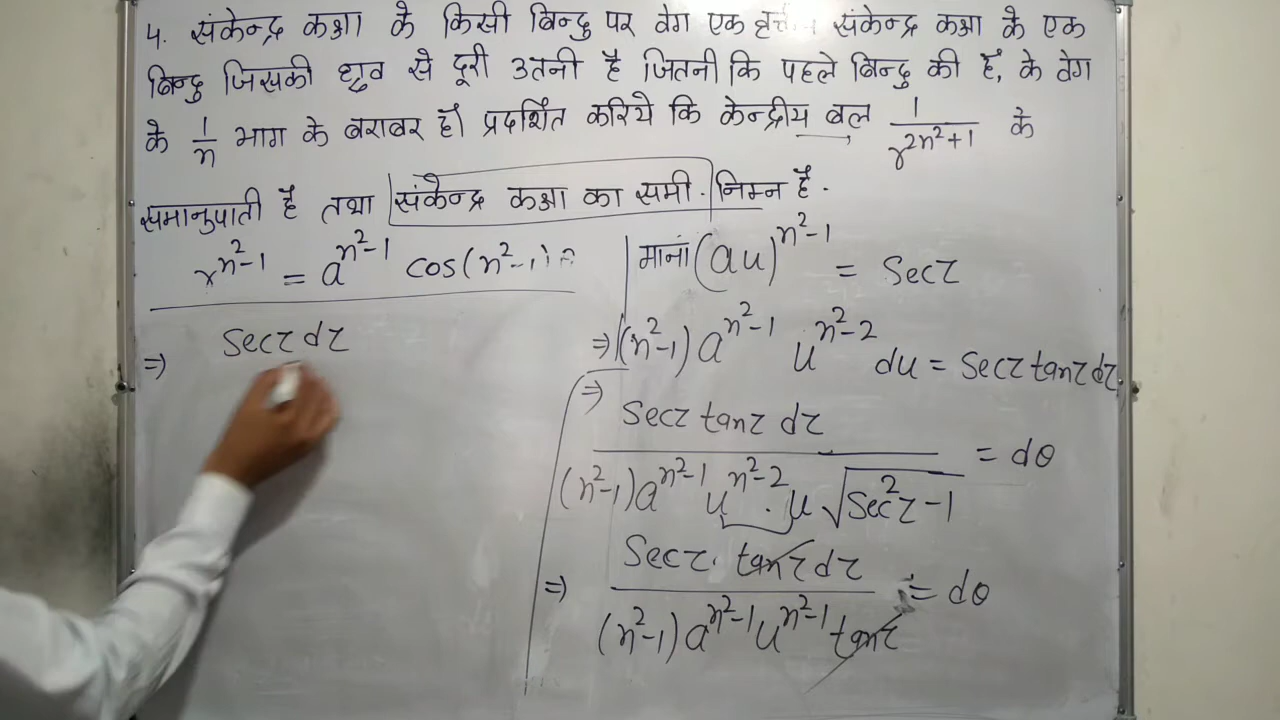 4. संकेन्द्र कक्षा के किसी बिन्दु पर वेग एक संकेन्द्र कक्षा के एक
बिन्दु जिसकी ध्रुव से दूरी उतनी है जितनी कि पहले बिन्दु की है, के वेग
के 1/n भाग के बराबर है। प्रदर्शित करिये कि केन्द्रीय बल 1/r^{2n²+1} के
समानुपाती है तथा संकेन्द्र कक्षा का समी. निम्न है.
r^{n²-1} = a^{n²-1} cos(n²-1)
⇒ secz dz
माना (au)^{n²-1} = secz
⇒ (n²-1) a^{n²-1} u^{n²-2} du = secz tanz dz
⇒ secz tanz dz / (n²-1)a^{n²-1} u^{n²-2}.u √sec²z-1 = dθ
⇒ secz. tanz dz / (n²-1)a^{n²-1}u^{n²-1} tanz = dθ